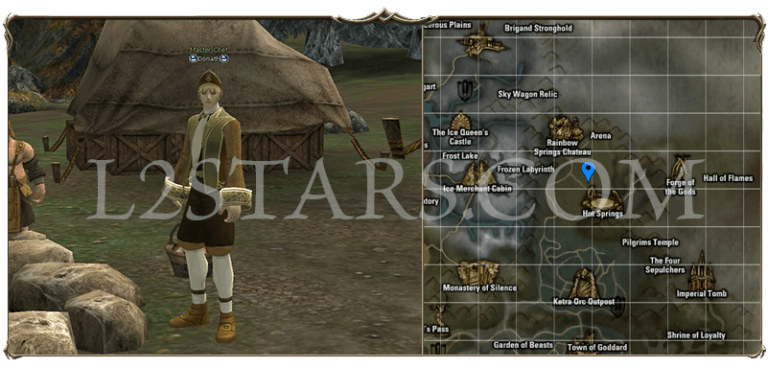 Master Chef
Donath
L2STARS.COM
orous Plains
Brigand Stronghold
gart
Sky Wagon Relic
The Ice Queen's
Castle
Arena
Rainbow
Springs Chateau
Frost Lake
Frozen Labyrinth
Ice Merchant Cabin
Forge of
the Gods
Hall of Flames
atory
Hot Springs
Pilgrims Temple
The Four
Sepulchers
Monastery of Silence
Ketra Orc Outpost
Imperial Tomb
's Pass
Shrine of Loyalty
Garden of Beasts
Town of Goddard